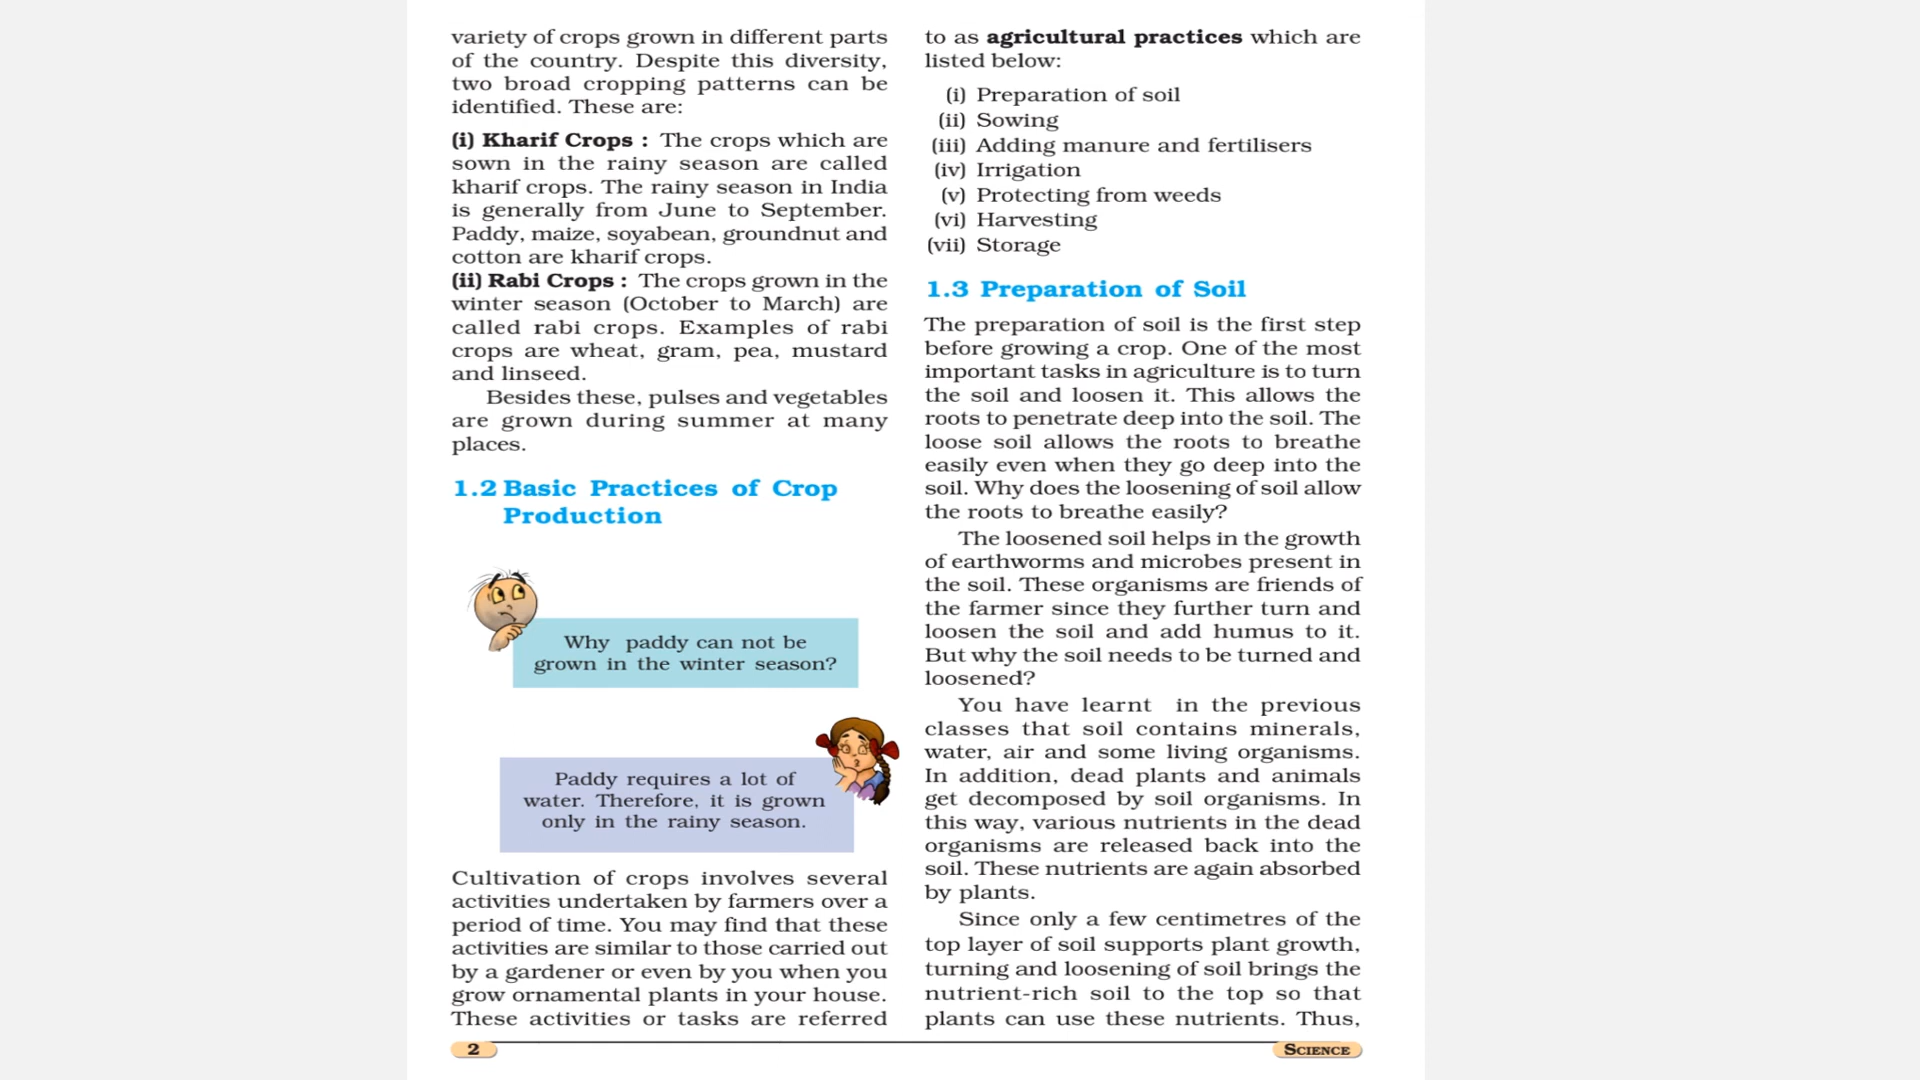 variety of crops grown in different parts
of the country. Despite this diversity,
two broad cropping patterns can be
identified. These are:
(i) Kharif Crops : The crops which are
sown in the rainy season are called
kharif crops. The rainy season in India
is generally from June to September.
Paddy, maize, soyabean, groundnut and
cotton are kharif crops.
(ii) Rabi Crops : The crops grown in the
winter season (October to March) are
called rabi crops. Examples of rabi
crops are wheat, gram, pea, mustard
and linseed.
Besides these, pulses and vegetables
are grown during summer at many
places.
1.2 Basic Practices of Crop
Production
Why paddy can not be
grown in the winter season?
Paddy requires a lot of
water. Therefore, it is grown
only in the rainy season.
Cultivation of crops involves several
activities undertaken by farmers over a
period of time. You may find that these
activities are similar to those carried out
by a gardener or even by you when you
grow ornamental plants in your house.
These activities or tasks are referred
to as agricultural practices which are
listed below:
(i) Preparation of soil
(ii) Sowing
(iii) Adding manure and fertilisers
(iv) Irrigation
(v) Protecting from weeds
(vi) Harvesting
(vii) Storage
1.3 Preparation of Soil
The preparation of soil is the first step
before growing a crop. One of the most
important tasks in agriculture is to turn
the soil and loosen it. This allows the
roots to penetrate deep into the soil. The
loose soil allows the roots to breathe
easily even when they go deep into the
soil. Why does the loosening of soil allow
the roots to breathe easily?
The loosened soil helps in the growth
of earthworms and microbes present in
the soil. These organisms are friends of
the farmer since they further turn and
loosen the soil and add humus to it.
But why the soil needs to be turned and
loosened?
You have learnt in the previous
classes that soil contains minerals,
water, air and some living organisms.
In addition, dead plants and animals
get decomposed by soil organisms. In
this way, various nutrients in the dead
organisms are released back into the
soil. These nutrients are again absorbed
by plants.
Since only a few centimetres of the
top layer of soil supports plant growth,
turning and loosening of soil brings the
nutrient-rich soil to the top so that
plants can use these nutrients. Thus,
2
SCIENCE